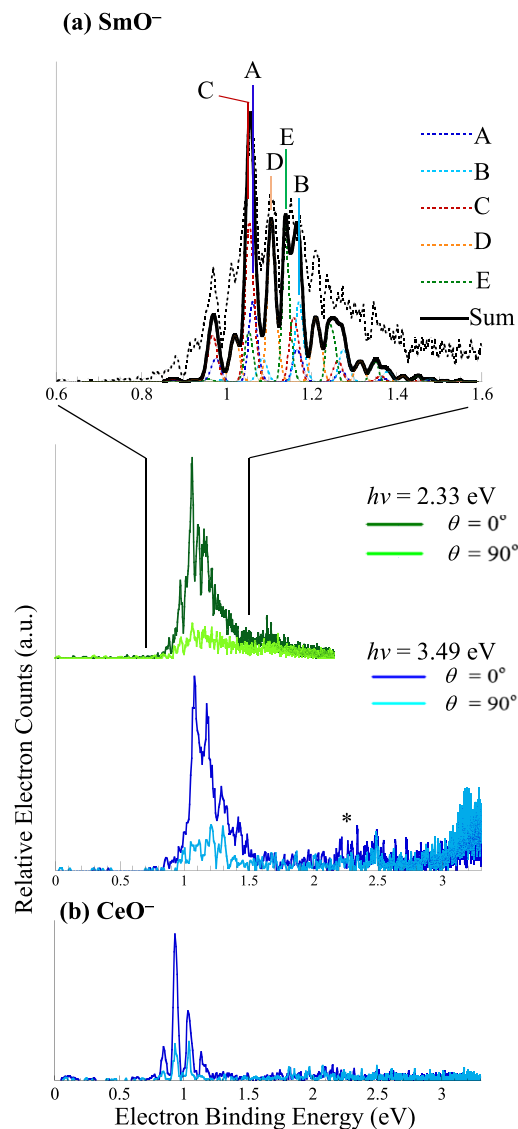 (a) SmO⁻
A
C
E
D
B
A
B
C
D
E
Sum
0.6 0.8 1 1.2 1.4 1.6
hν = 2.33 eV
θ = 0°
θ = 90°
hν = 3.49 eV
θ = 0°
θ = 90°
*
Relative Electron Counts (a.u.)
0 0.5 1 1.5 2 2.5 3
(b) CeO⁻
0 0.5 1 1.5 2 2.5 3
Electron Binding Energy (eV)